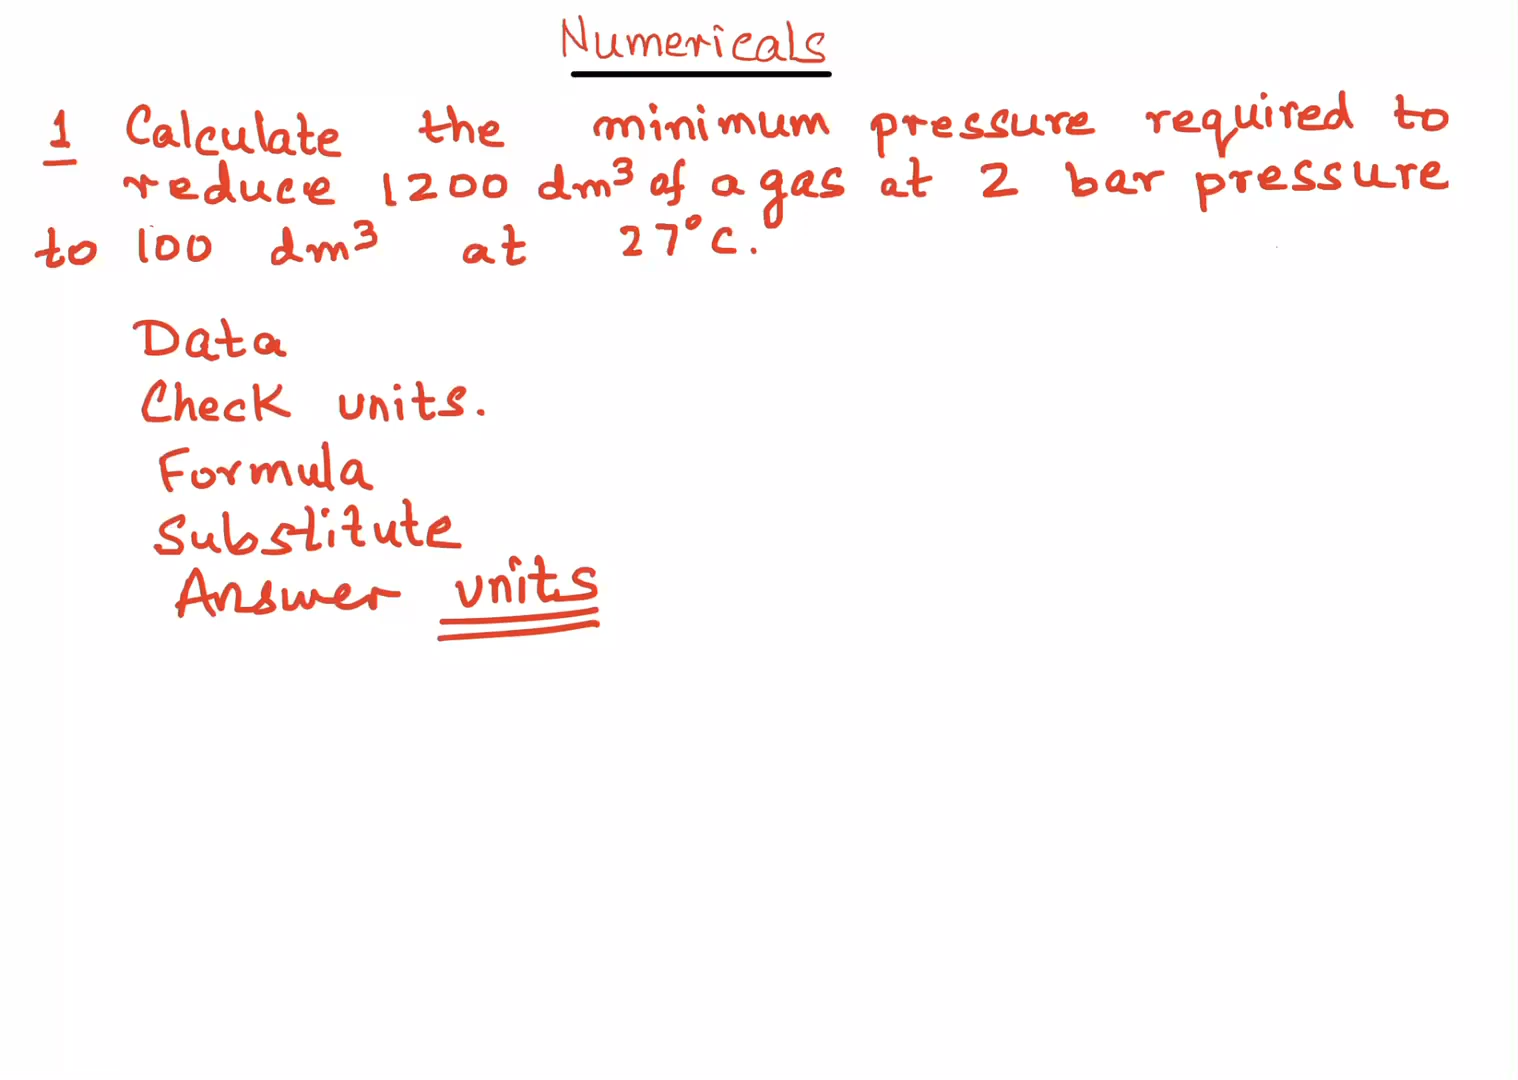 Numericals
1 Calculate the minimum pressure required to
reduce 1200 dm³ of a gas at 2 bar pressure
to 100 dm³ at 27°C.
Data
Check units.
Formula
Substitute
Answer units